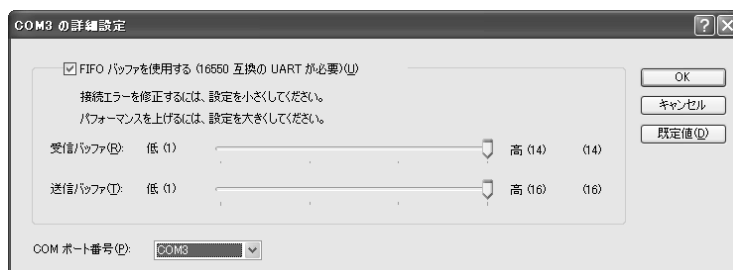 COM3 の詳細設定
FIFO バッファを使用する (16550 互換の UART が必要)(U)
接続エラーを修正するには、設定を小さくしてください。
パフォーマンスを上げるには、設定を大きくしてください。
受信バッファ(R): 低 (1) 高 (14) (14)
送信バッファ(T): 低 (1) 高 (16) (16)
COM ポート番号(P): COM3
OK
キャンセル
既定値(D)